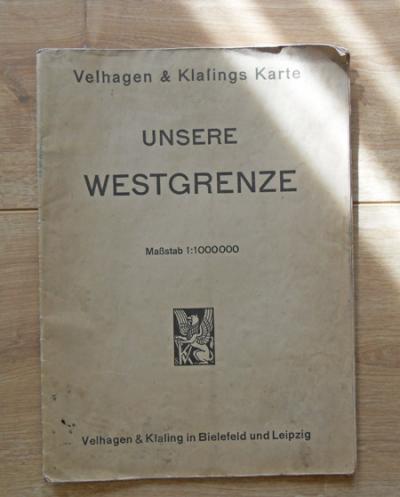 Velhagen & Klaſings Karte
UNSERE
WESTGRENZE
Maßstab 1:1000000
Velhagen & Klaſing in Bielefeld und Leipzig